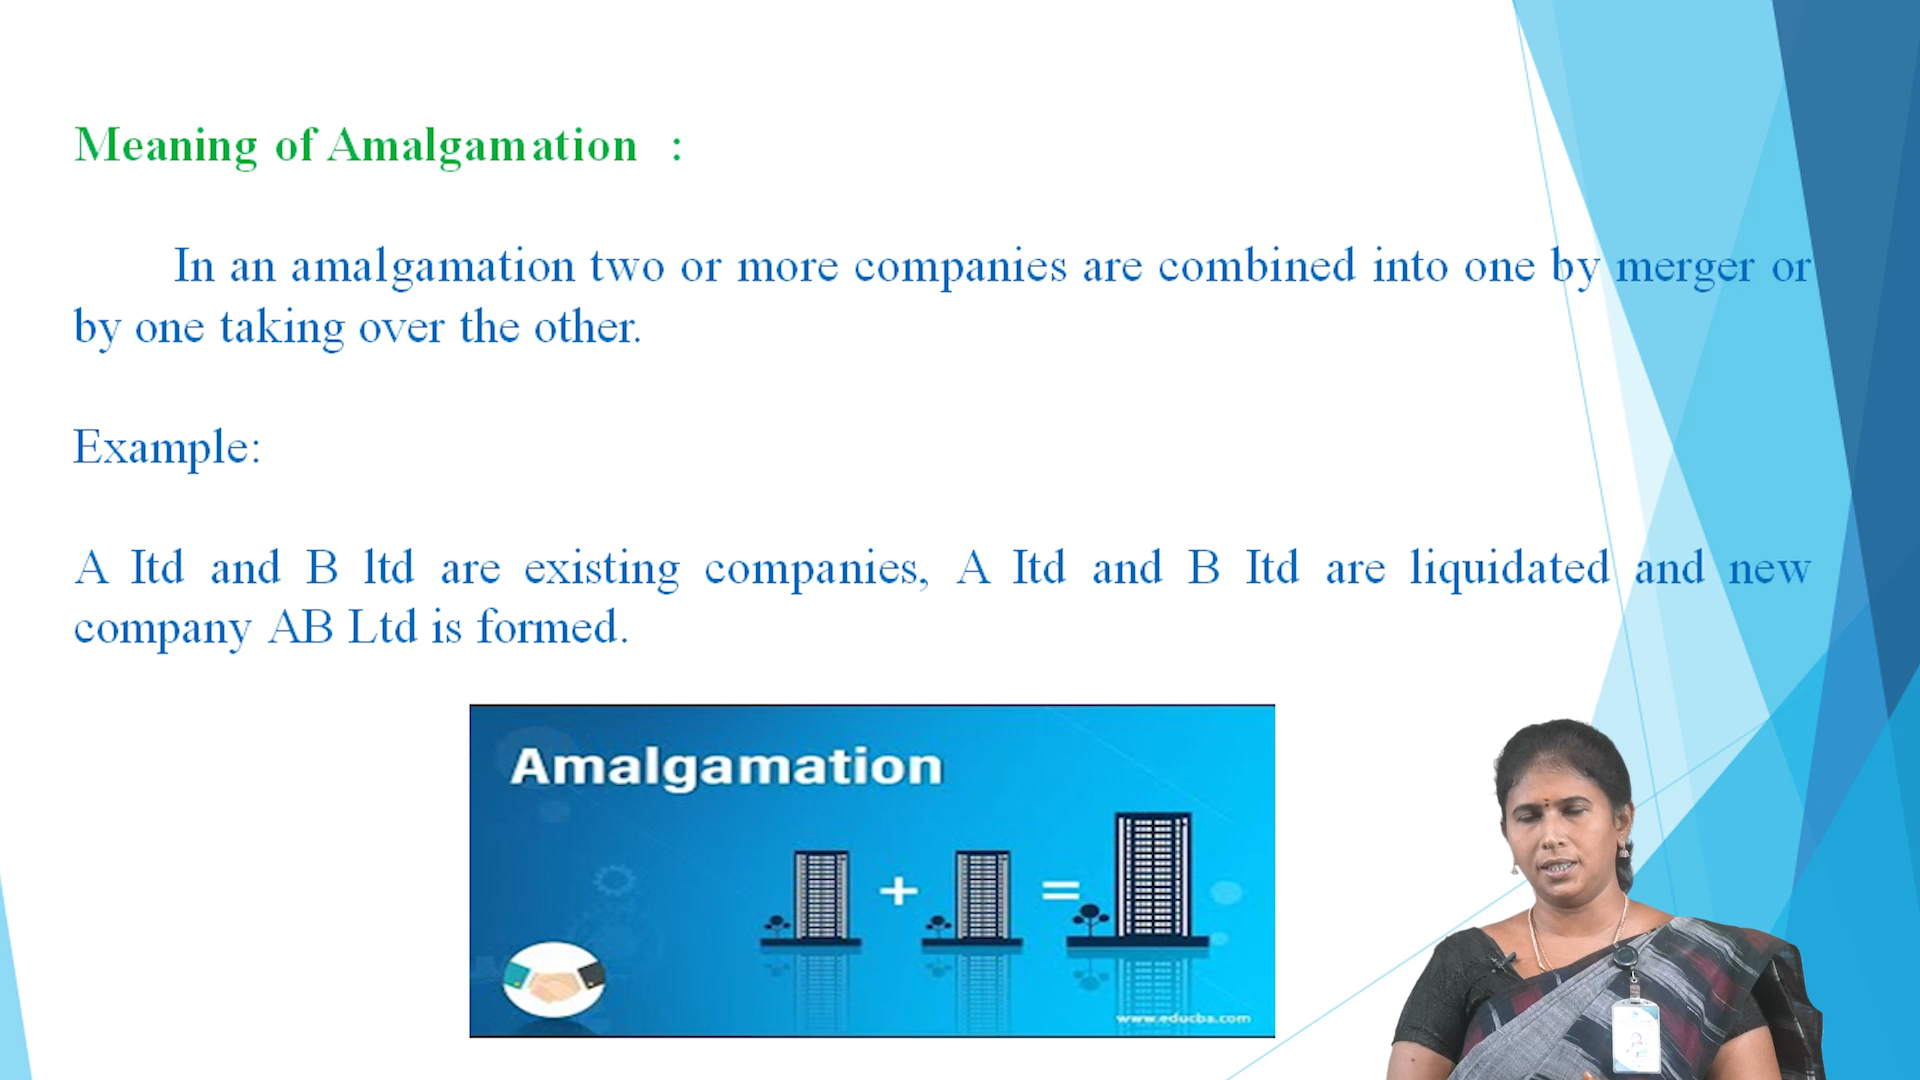 Meaning of Amalgamation :
In an amalgamation two or more companies are combined into one by merger or
by one taking over the other.
Example:
A Itd and B ltd are existing companies, A Itd and B Itd are liquidated and new
company AB Ltd is formed.
Amalgamation
+ =
www.educba.com